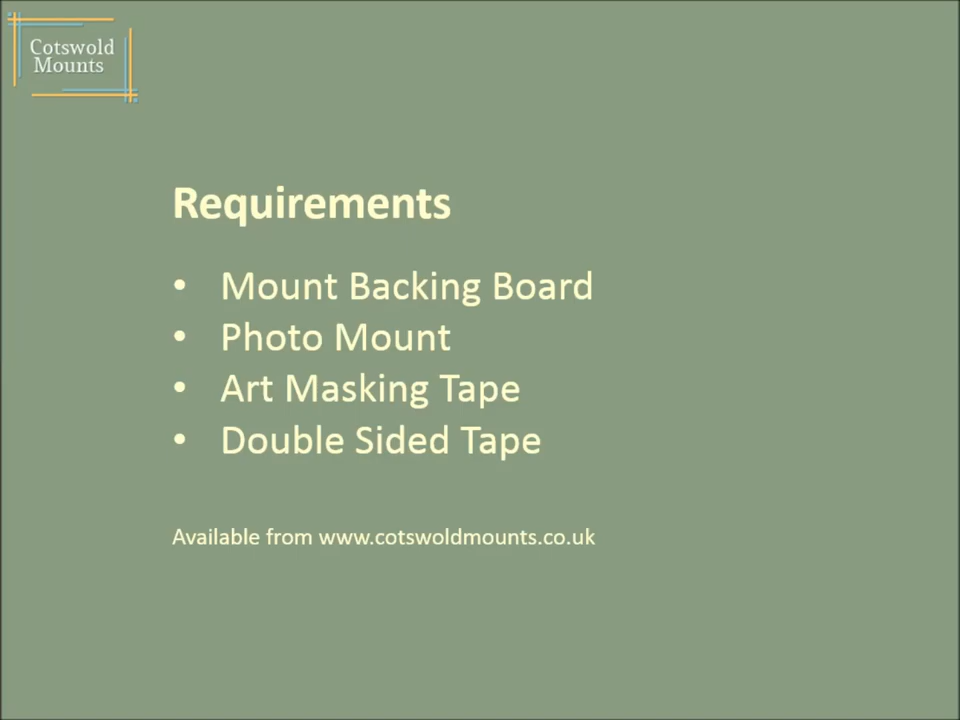 Cotswold
Mounts
Requirements
• Mount Backing Board
• Photo Mount
• Art Masking Tape
• Double Sided Tape
Available from www.cotswoldmounts.co.uk